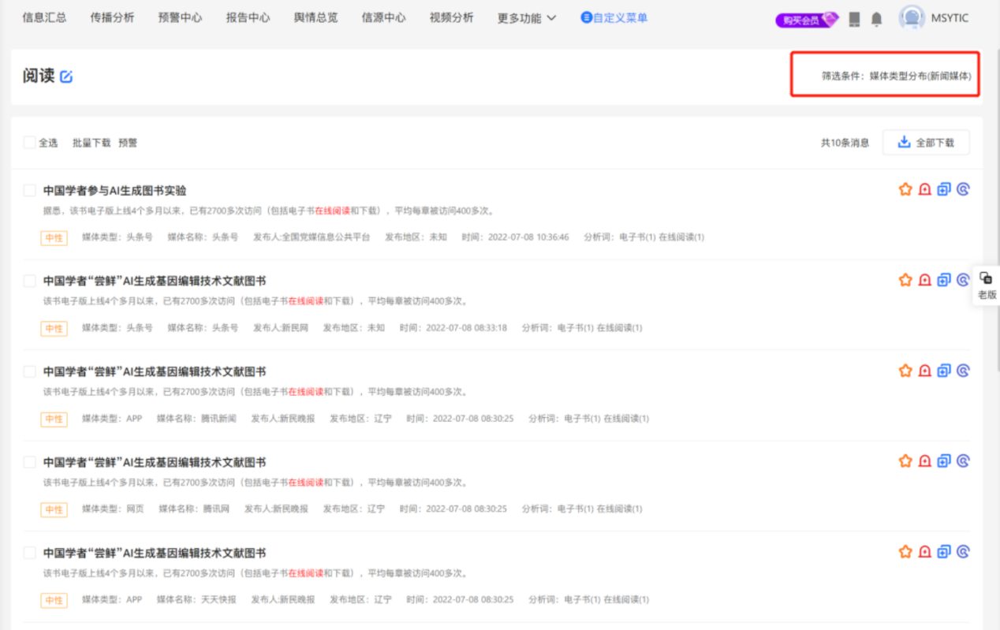 信息汇总 传播分析 预警中心 报告中心 舆情总览 信源中心 视频分析 更多功能 自定义菜单 购买会员 MSYTIC
阅读
筛选条件：媒体类型分布(新闻媒体)
全选 批量下载 预警 共10条消息 全部下载
中国学者参与AI生成图书实验
据悉，该书电子版上线4个多月以来，已有2700多次访问（包括电子书在线阅读和下载），平均每章被访问400多次。
中性 媒体类型：头条号 媒体名称：头条号 发布人:全国党媒信息公共平台 发布地区：未知 时间：2022-07-08 10:36:46 分析词：电子书(1) 在线阅读(1)
中国学者“尝鲜”AI生成基因编辑技术文献图书
该书电子版上线4个多月以来，已有2700多次访问（包括电子书在线阅读和下载），平均每章被访问400多次。
老版
中性 媒体类型：头条号 媒体名称：头条号 发布人:新民网 发布地区：未知 时间：2022-07-08 08:33:18 分析词：电子书(1) 在线阅读(1)
中国学者“尝鲜”AI生成基因编辑技术文献图书
该书电子版上线4个多月以来，已有2700多次访问（包括电子书在线阅读和下载），平均每章被访问400多次。
中性 媒体类型：APP 媒体名称：腾讯新闻 发布人:新民晚报 发布地区：辽宁 时间：2022-07-08 08:30:25 分析词：电子书(1) 在线阅读(1)
中国学者“尝鲜”AI生成基因编辑技术文献图书
该书电子版上线4个多月以来，已有2700多次访问（包括电子书在线阅读和下载），平均每章被访问400多次。
中性 媒体类型：网页 媒体名称：腾讯网 发布人:新民晚报 发布地区：辽宁 时间：2022-07-08 08:30:25 分析词：电子书(1) 在线阅读(1)
中国学者“尝鲜”AI生成基因编辑技术文献图书
该书电子版上线4个多月以来，已有2700多次访问（包括电子书在线阅读和下载），平均每章被访问400多次。
中性 媒体类型：APP 媒体名称：天天快报 发布人:新民晚报 发布地区：辽宁 时间：2022-07-08 08:30:25 分析词：电子书(1) 在线阅读(1)